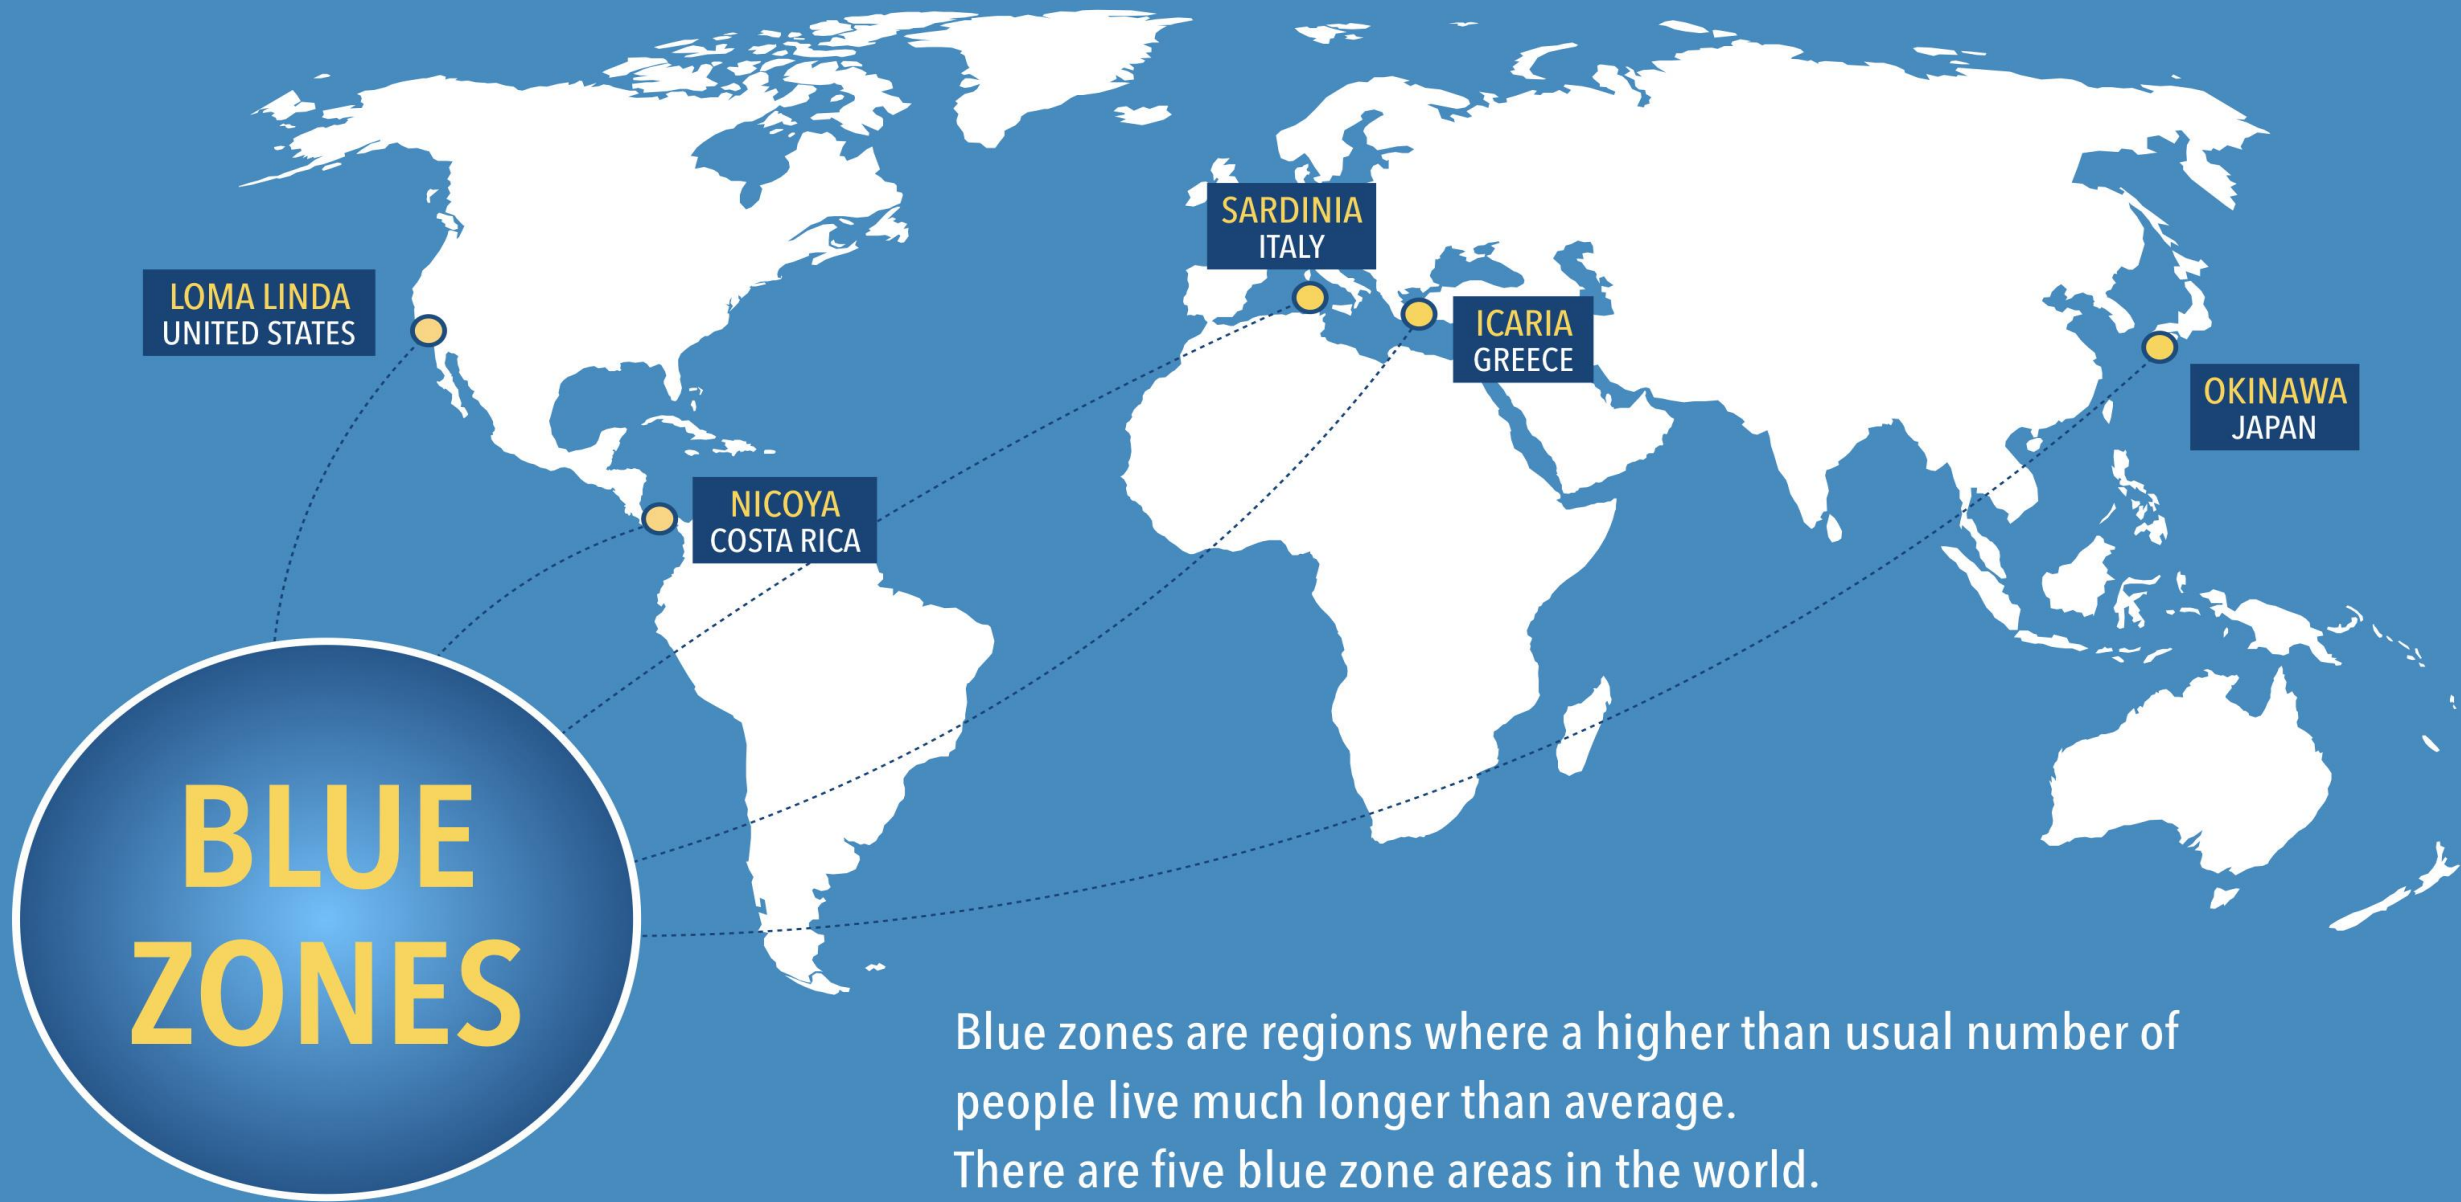 SARDINIA
ITALY
LOMA LINDA
UNITED STATES
ICARIA
GREECE
OKINAWA
JAPAN
NICOYA
COSTA RICA
BLUE
ZONES
Blue zones are regions where a higher than usual number of
people live much longer than average.
There are five blue zone areas in the world.